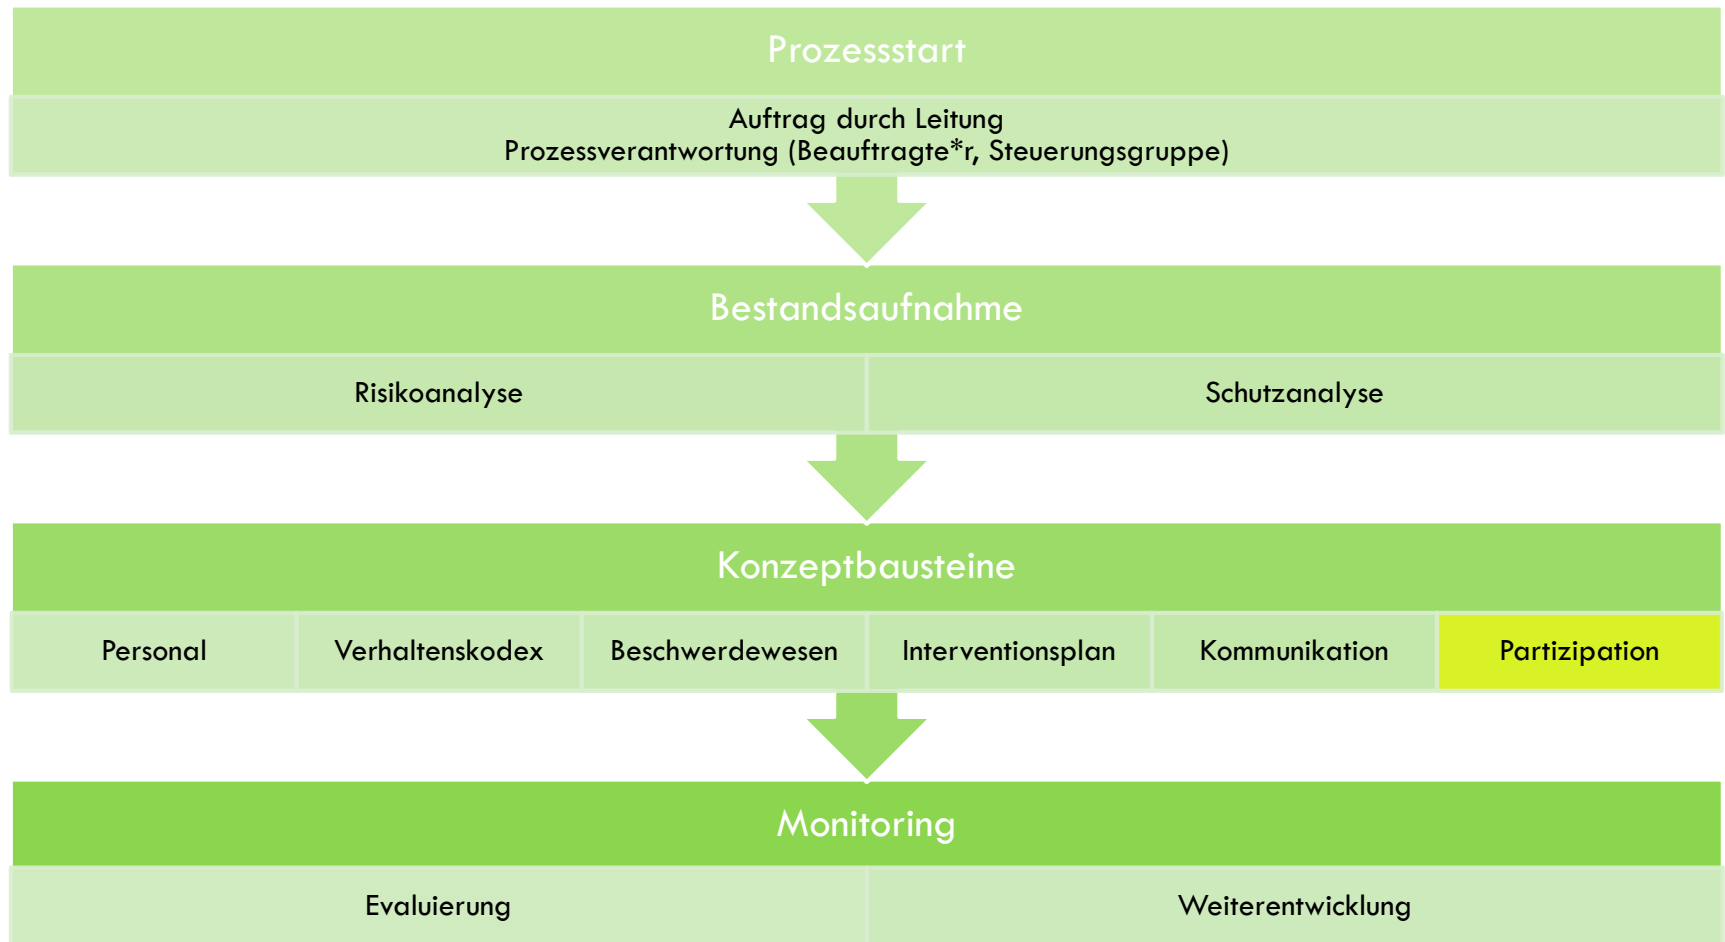 Prozessstart
Auftrag durch Leitung
Prozessverantwortung (Beauftragte*r, Steuerungsgruppe)
Bestandsaufnahme
Risikoanalyse
Schutzanalyse
Konzeptbausteine
Personal
Verhaltenskodex
Beschwerdewesen
Interventionsplan
Kommunikation
Partizipation
Monitoring
Evaluierung
Weiterentwicklung